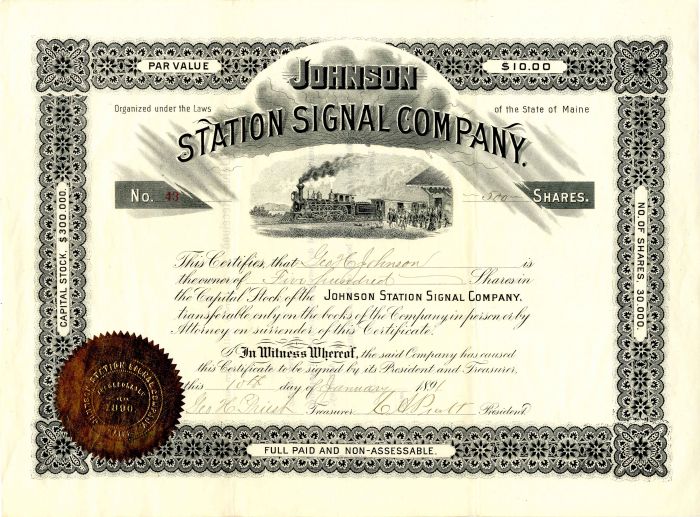 PAR VALUE
$10.00
JOHNSON
Organized under the Laws
of the State of Maine
STATION SIGNAL COMPANY.
No. 43
500 SHARES.
CAPITAL STOCK, $300,000.
NO. OF SHARES, 30,000.
This Certifies, that Geo H Johnson is
the owner of Five hundred Shares in
the Capital Stock of the JOHNSON STATION SIGNAL COMPANY,
transferable only on the books of the Company in person or by
Attorney on surrender of this Certificate.
In Witness Whereof, the said Company has caused
this Certificate to be signed by its President and Treasurer,
this 10th day of January 1891
Geo H Treasurer President
STATION SIGNAL COMPANY
1890
FULL PAID AND NON-ASSESSABLE.